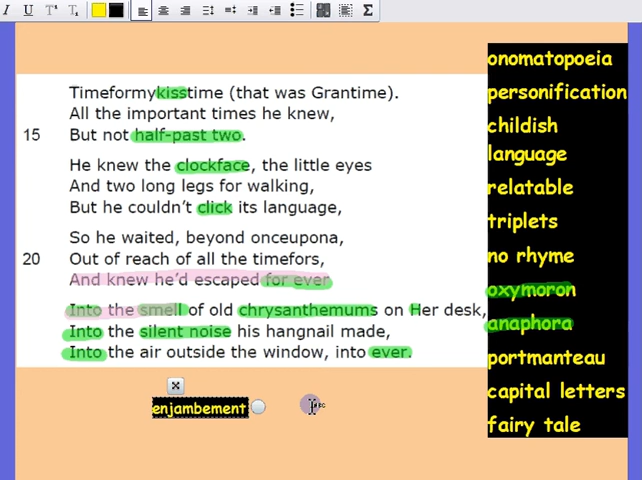 Timeformykisstime (that was Grantime).
All the important times he knew,
15 But not half-past two.
He knew the clockface, the little eyes
And two long legs for walking,
But he couldn't click its language,
So he waited, beyond onceupona,
20 Out of reach of all the timefors,
And knew he'd escaped for ever
Into the smell of old chrysanthemums on Her desk,
Into the silent noise his hangnail made,
Into the air outside the window, into ever.
enjambement
onomatopoeia
personification
childish
language
relatable
triplets
no rhyme
oxymoron
anaphora
portmanteau
capital letters
fairy tale